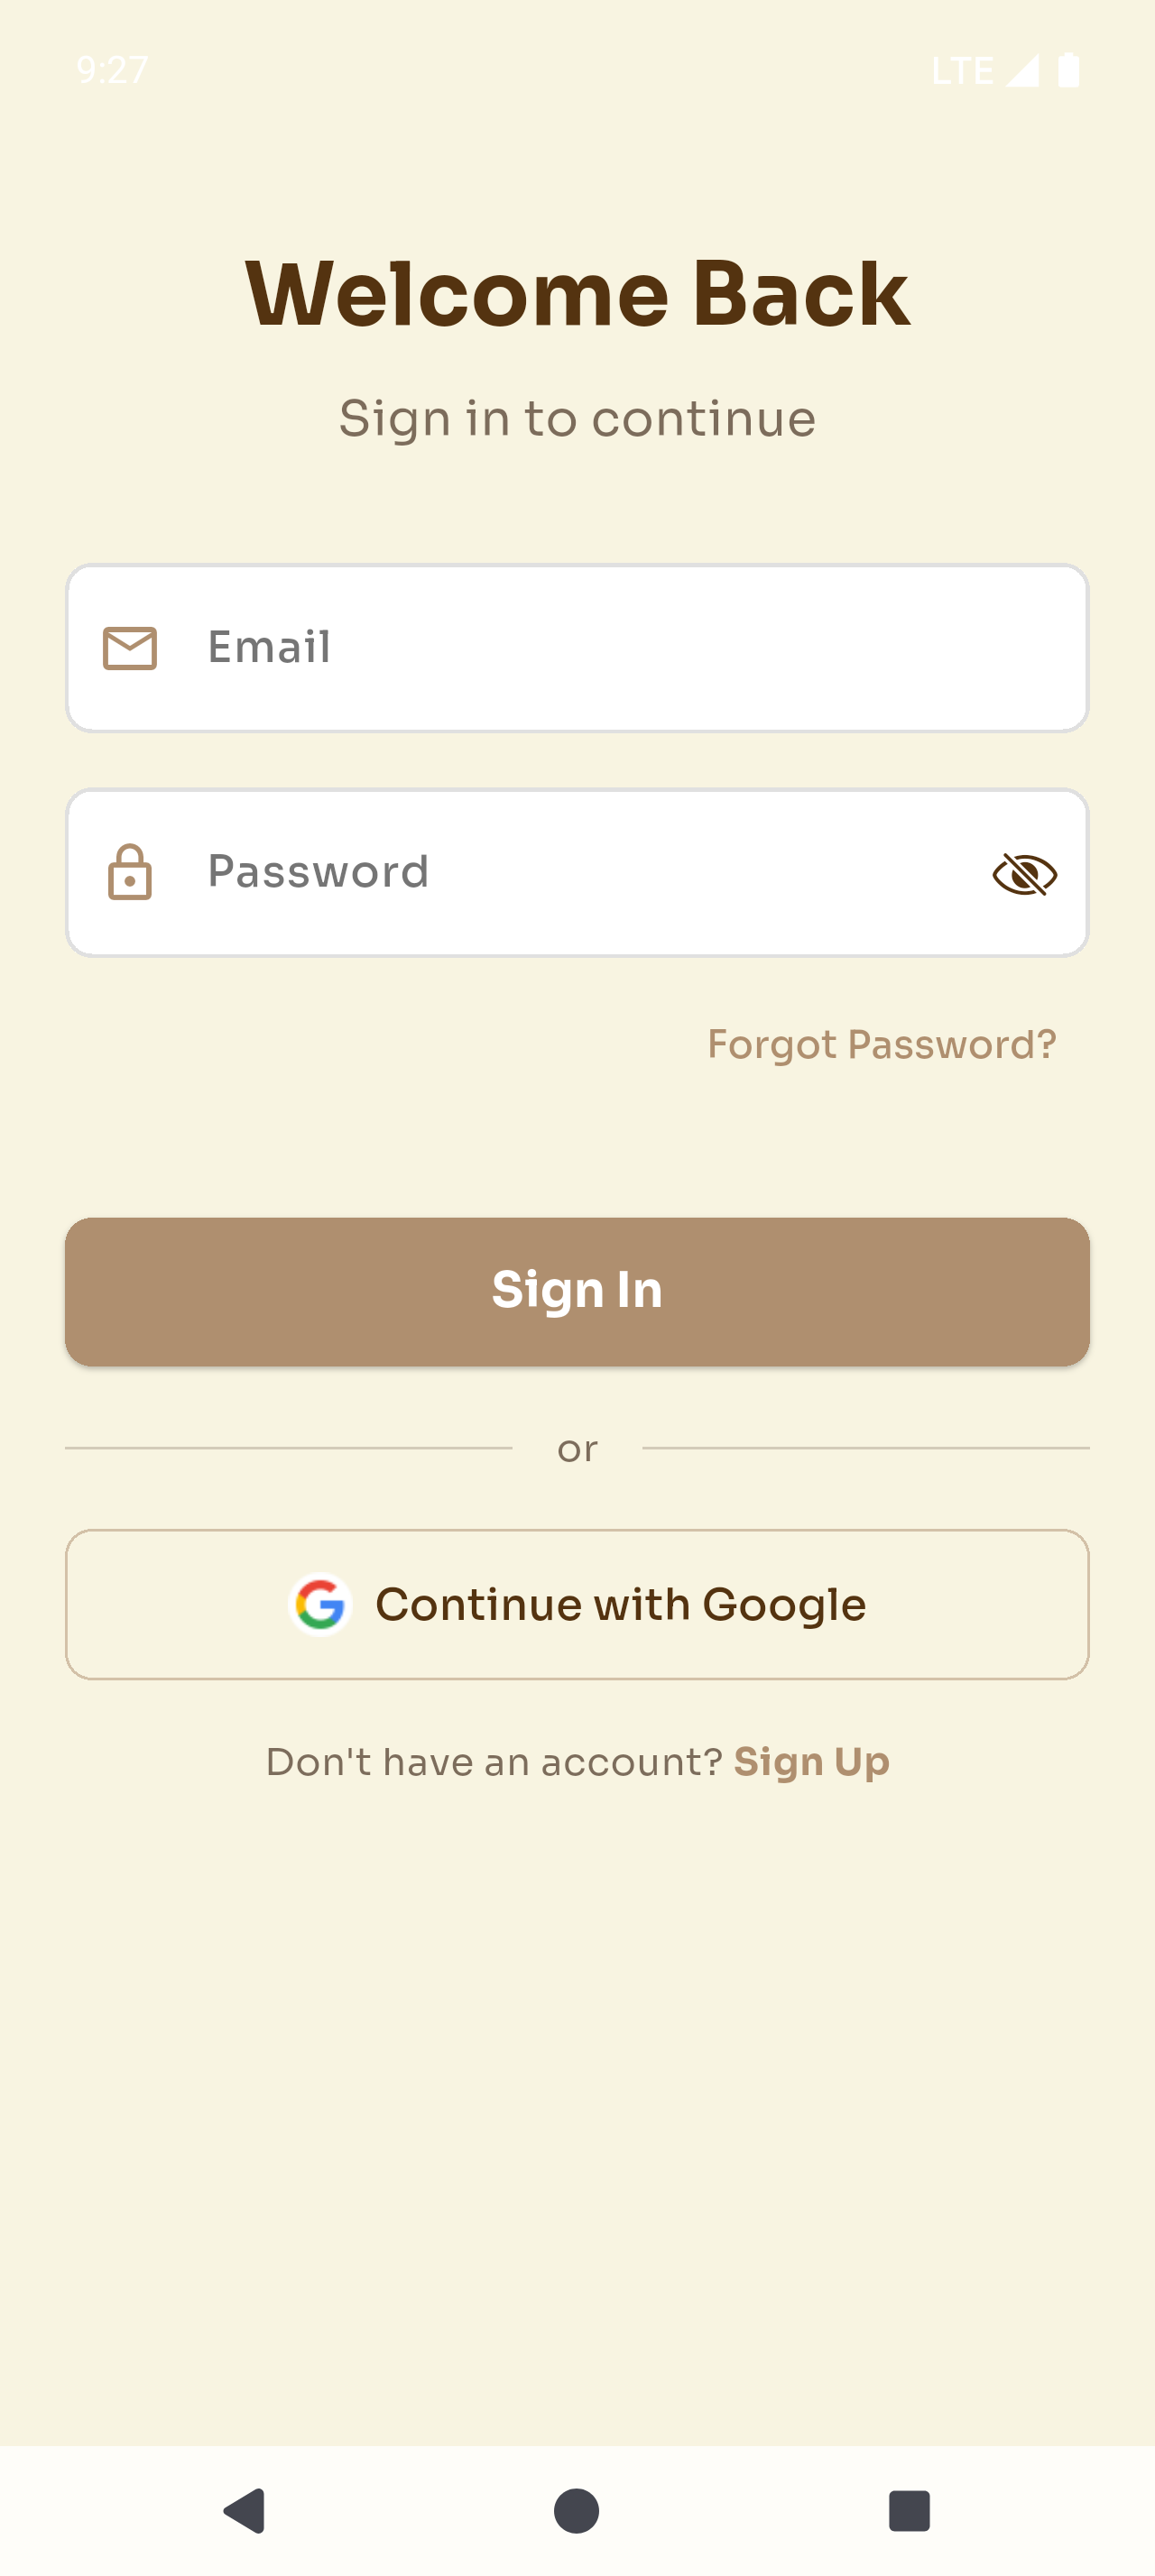 9:27
LTE
Welcome Back
Sign in to continue
Email
Password
Forgot Password?
Sign In
or
Continue with Google
Don't have an account? Sign Up